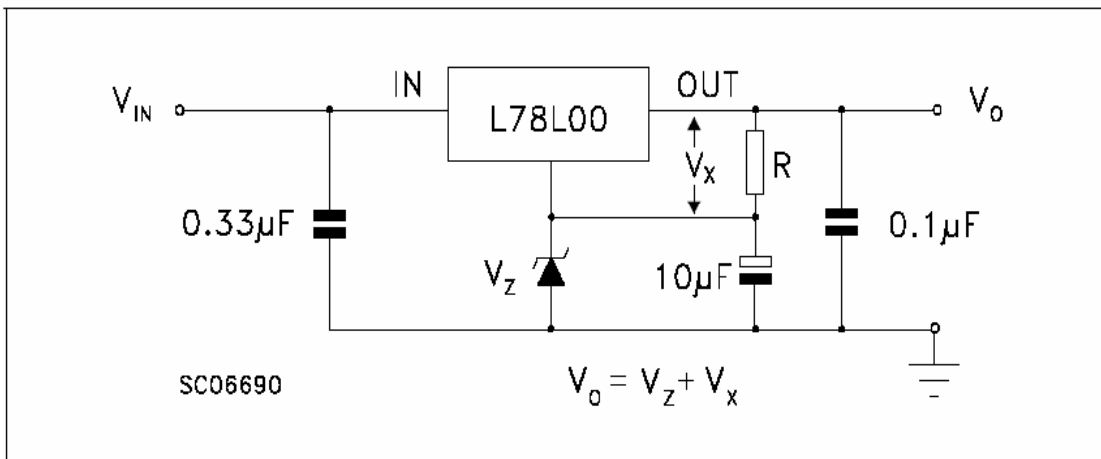 IN
OUT
V_IN
L78L00
V_O
V_X
R
0.33µF
0.1µF
V_Z
10µF
SC06690
V_O = V_Z + V_X